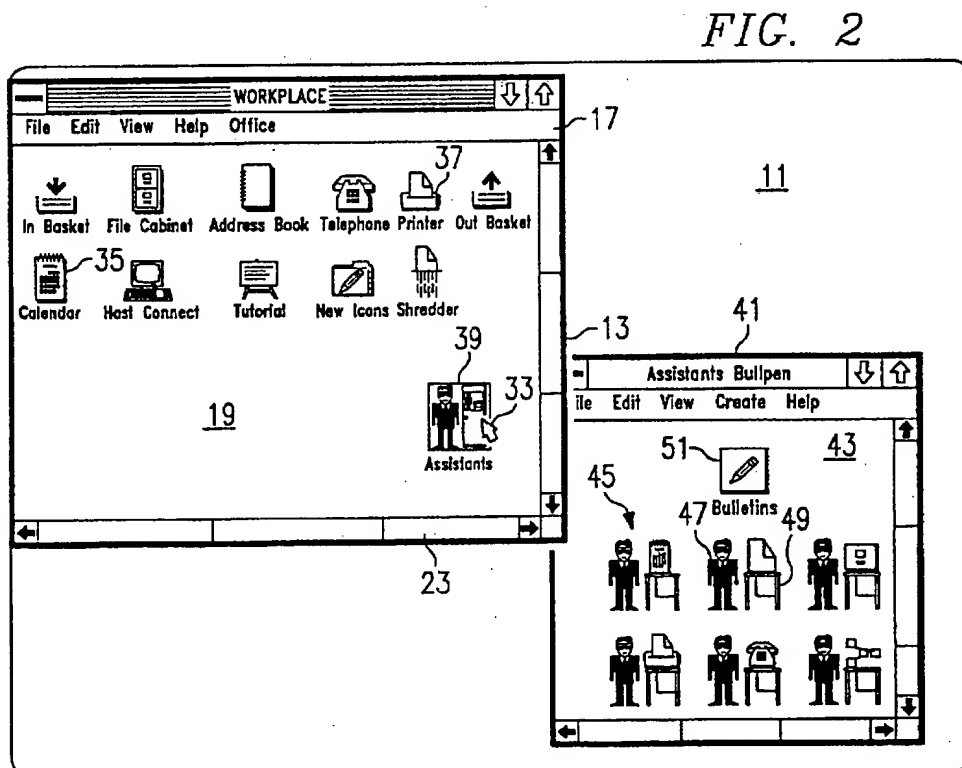 FIG. 2
WORKPLACE
File Edit View Help Office
17
37
11
In Basket File Cabinet Address Book Telephone Printer Out Basket
35
Calendar Host Connect Tutorial New Icons Shredder
13
41
39
33
19
Assistants
23
Assistants Bullpen
ile Edit View Create Help
51
43
45
Bulletins
47
49